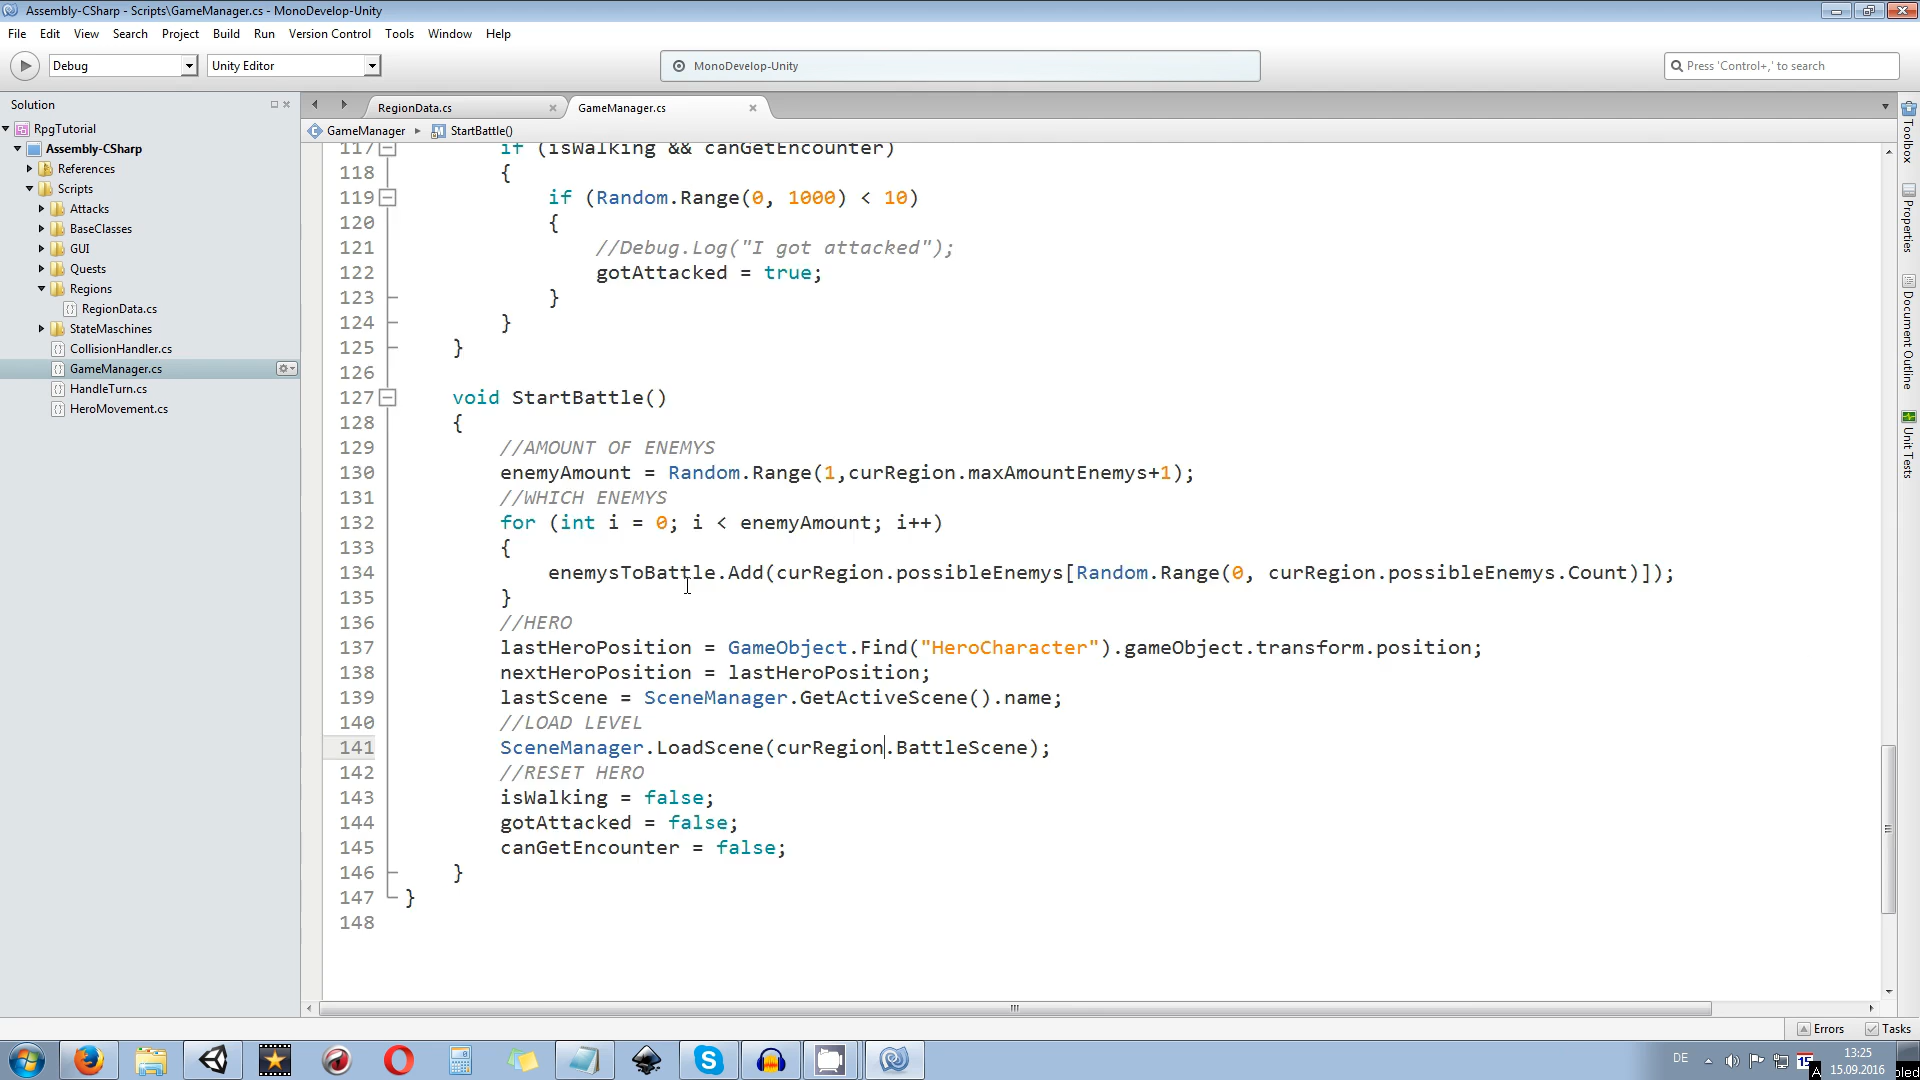 Assembly-CSharp - Scripts\GameManager.cs - MonoDevelop-Unity
File Edit View Search Project Build Run Version Control Tools Window Help
Debug Unity Editor MonoDevelop-Unity Press 'Control+,' to search
Solution
RpgTutorial
Assembly-CSharp
References
Scripts
Attacks
BaseClasses
GUI
Quests
Regions
RegionData.cs
StateMaschines
CollisionHandler.cs
GameManager.cs
HandleTurn.cs
HeroMovement.cs
RegionData.cs GameManager.cs
GameManager StartBattle()
117 if (isWalking && canGetEncounter)
118 {
119 if (Random.Range(0, 1000) < 10)
120 {
121 //Debug.Log("I got attacked");
122 gotAttacked = true;
123 }
124 }
125 }
126
127 void StartBattle()
128 {
129 //AMOUNT OF ENEMYS
130 enemyAmount = Random.Range(1,curRegion.maxAmountEnemys+1);
131 //WHICH ENEMYS
132 for (int i = 0; i < enemyAmount; i++)
133 {
134 enemysToBattle.Add(curRegion.possibleEnemys[Random.Range(0, curRegion.possibleEnemys.Count)]);
135 }
136 //HERO
137 lastHeroPosition = GameObject.Find("HeroCharacter").gameObject.transform.position;
138 nextHeroPosition = lastHeroPosition;
139 lastScene = SceneManager.GetActiveScene().name;
140 //LOAD LEVEL
141 SceneManager.LoadScene(curRegion.BattleScene);
142 //RESET HERO
143 isWalking = false;
144 gotAttacked = false;
145 canGetEncounter = false;
146 }
147 }
148
Toolbox
Properties
Document Outline
Unit Tests
Errors Tasks
DE 15 13:25
15.09.2016